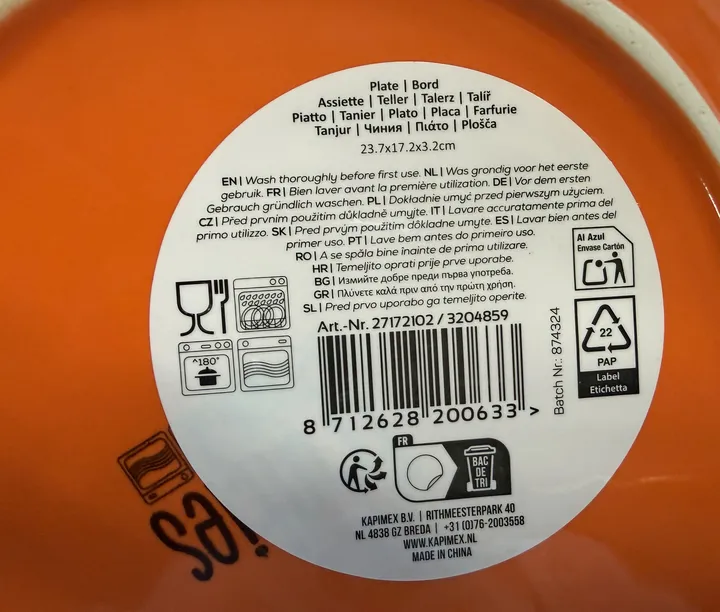 Plate | Bord
Assiette | Teller | Talerz | Talíř
Piatto | Tanier | Plato | Placa | Farfurie
Tanjur | Чиния | Πιάτο | Plošča
23.7x17.2x3.2cm
EN | Wash thoroughly before first use. NL | Was grondig voor het eerste
gebruik. FR | Bien laver avant la première utilization. DE | Vor dem ersten
Gebrauch gründlich waschen. PL | Dokładnie umyć przed pierwszym użyciem.
CZ | Před prvním použitím důkladně umyjte. IT | Lavare accuratamente prima del
primo utilizzo. SK | Pred prvým použitím dôkladne umyte. ES | Lavar bien antes del
primer uso. PT | Lave bem antes do primeiro uso.
RO | A se spăla bine înainte de prima utilizare.
HR | Temeljito oprati prije prve uporabe.
BG | Измийте добре преди първа употреба.
GR | Πλύνετε καλά πριν από την πρώτη χρήση.
SL | Pred prvo uporabo ga temeljito operite.
Art.-Nr. 27172102 / 3204859
8 712628 200633 >
^180°
Batch Nr.: 874324
Al Azul
Envase Cartón
22
PAP
Label
Etichetta
FR
BAC
DE
TRI
KAPIMEX B.V. | RITHMEESTERPARK 40
NL 4838 GZ BREDA | +31 (0)76-2003558
WWW.KAPIMEX.NL
MADE IN CHINA